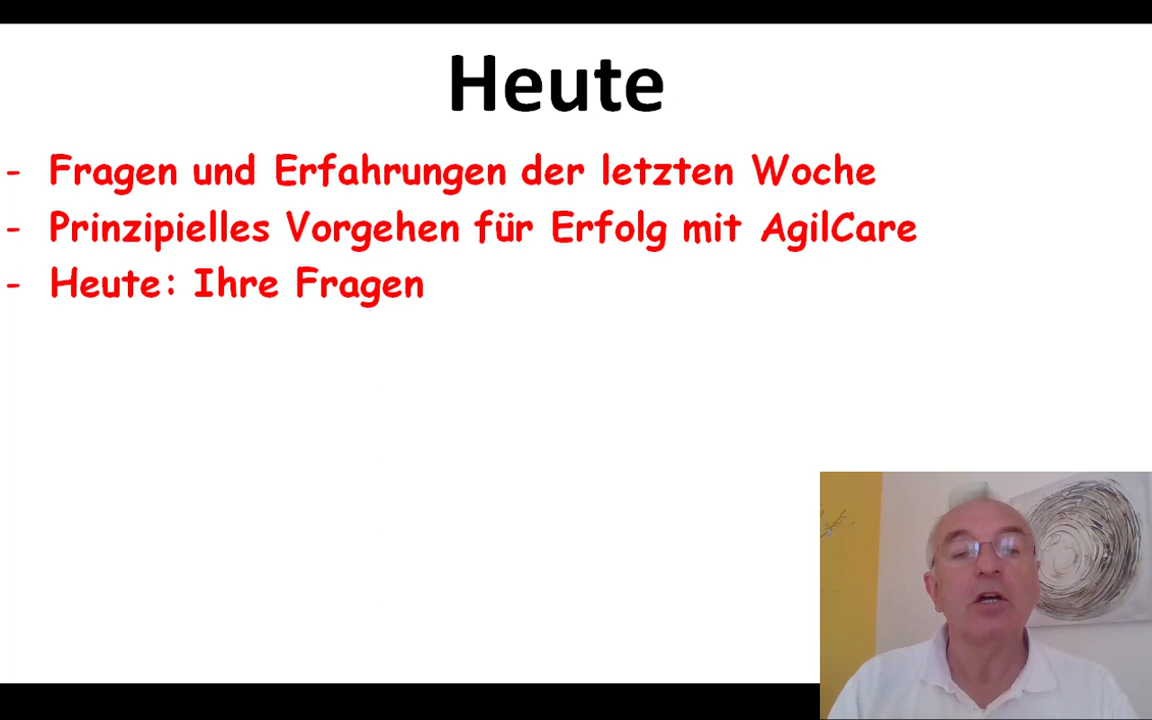 Heute
- Fragen und Erfahrungen der letzten Woche
- Prinzipielles Vorgehen für Erfolg mit AgilCare
- Heute: Ihre Fragen